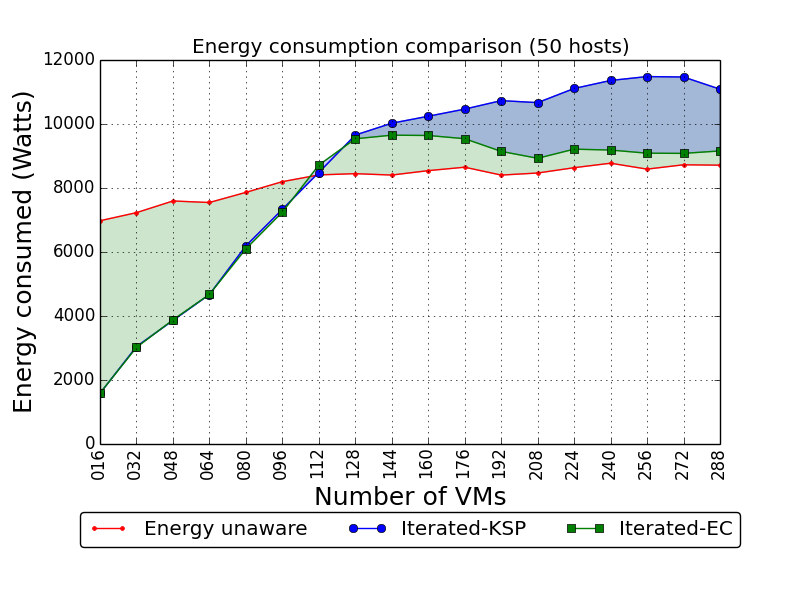 Energy consumption comparison (50 hosts)
Energy consumed (Watts)
12000
10000
8000
6000
4000
2000
0
016 032 048 064 080 096 112 128 144 160 176 192 208 224 240 256 272 288
Number of VMs
Energy unaware Iterated-KSP Iterated-EC